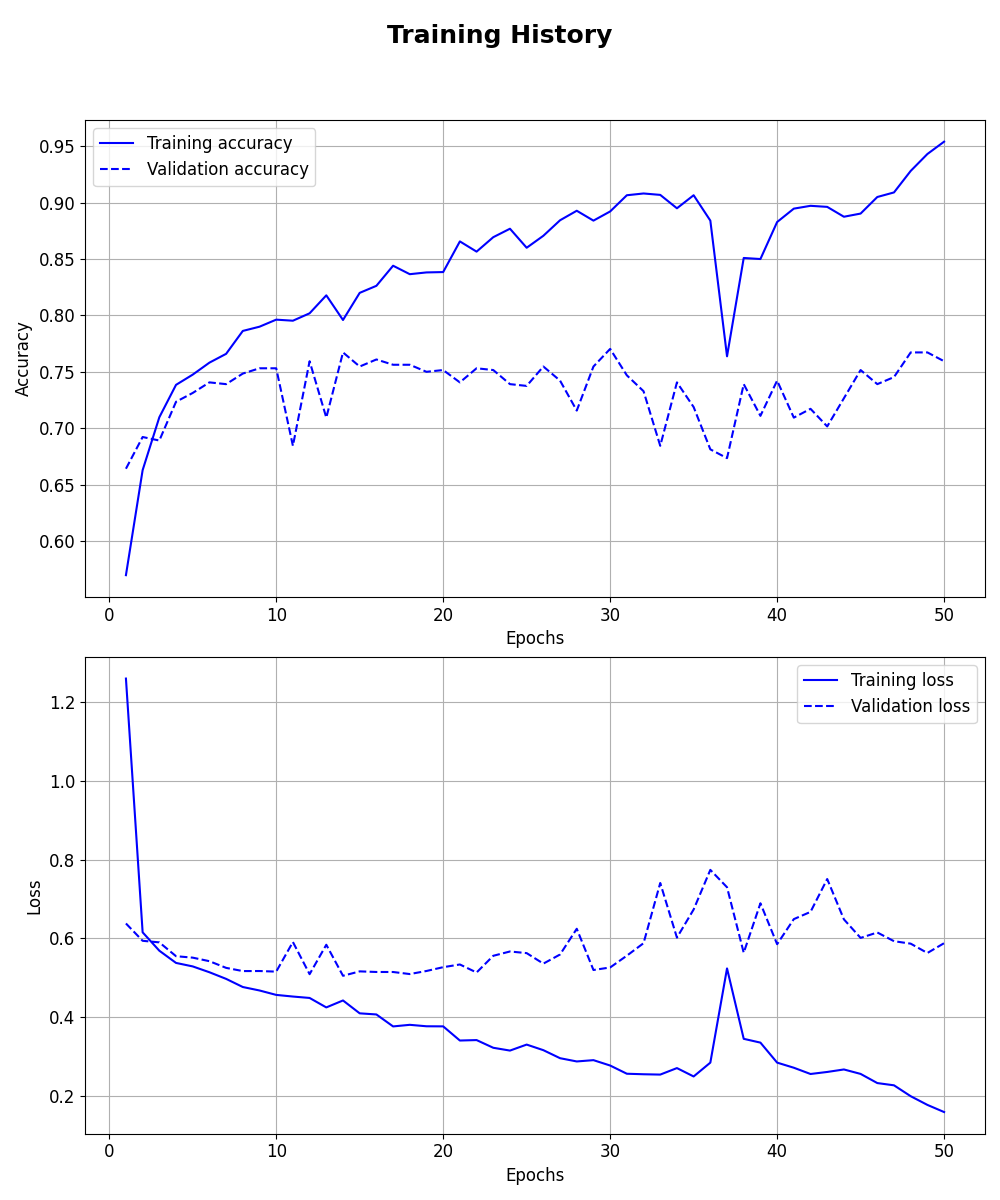 Training History
Training accuracy
Validation accuracy
0.95
0.90
0.85
0.80
0.75
0.70
0.65
0.60
Accuracy
0 10 20 30 40 50
Epochs
Training loss
Validation loss
1.2
1.0
0.8
0.6
0.4
0.2
Loss
0 10 20 30 40 50
Epochs